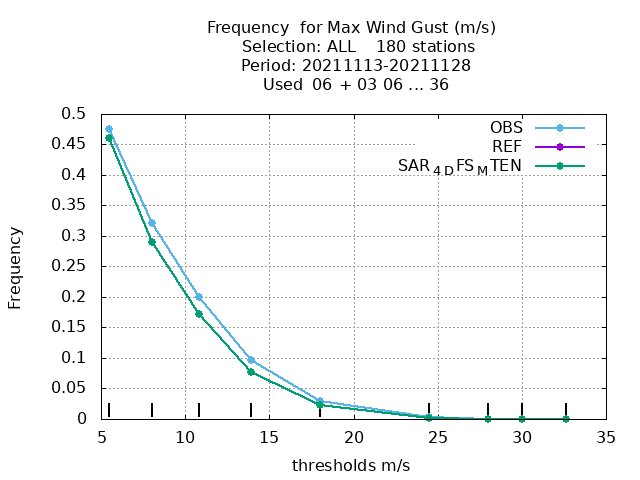 Frequency  for Max Wind Gust (m/s)
Selection: ALL    180 stations
Period: 20211113-20211128
Used  06 + 03 06 ... 36
OBS
REF
SAR4DFSMTEN
Frequency
0.5
0.45
0.4
0.35
0.3
0.25
0.2
0.15
0.1
0.05
0
5 10 15 20 25 30 35
thresholds m/s